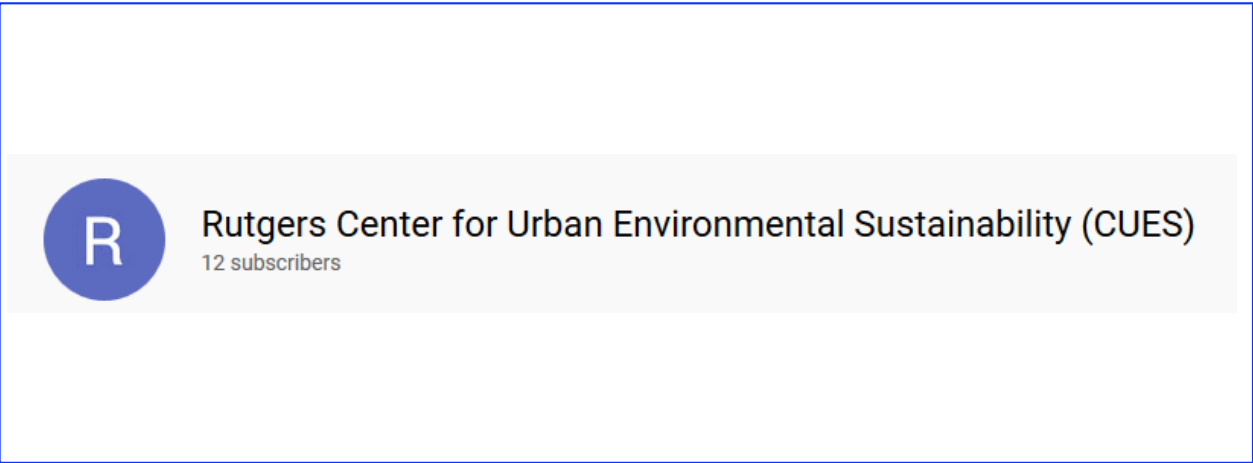 R
Rutgers Center for Urban Environmental Sustainability (CUES)
12 subscribers